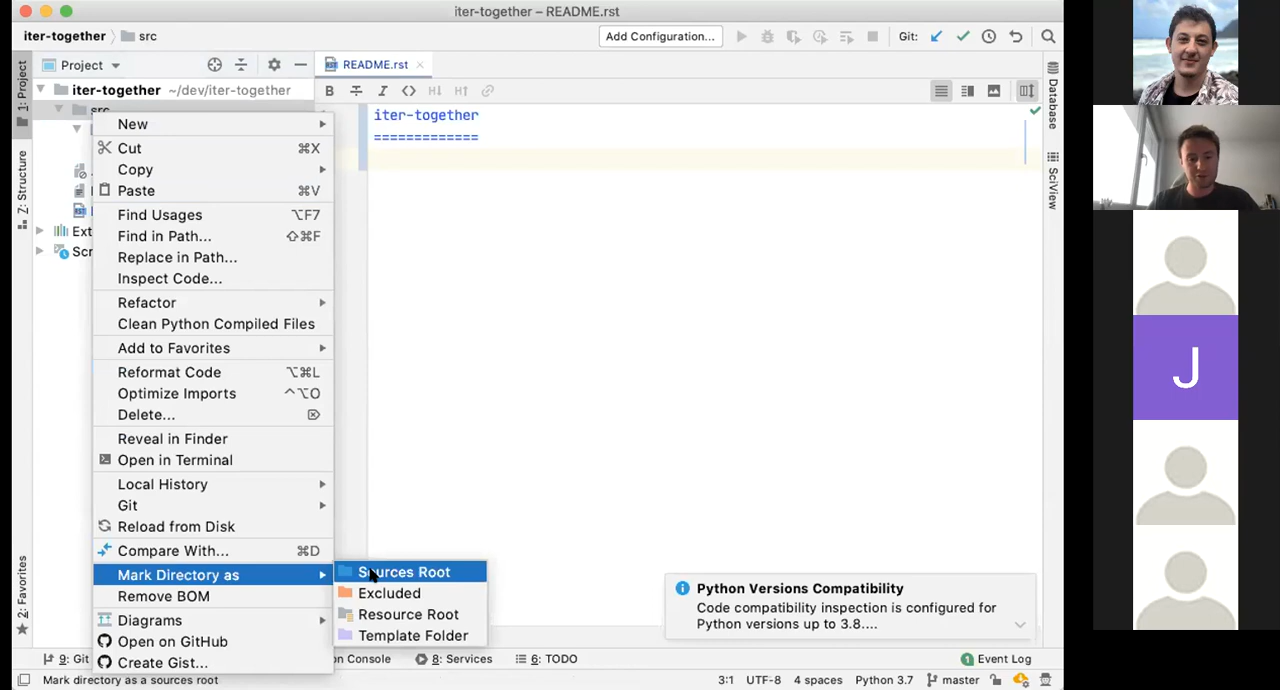 iter-together – README.rst
iter-together src
Add Configuration...
Git:
Project
README.rst
1: Project
iter-together ~/dev/iter-together
src
New
Cut ⌘X
Copy
Paste ⌘V
Find Usages ⌥F7
Find in Path... ⇧⌘F
Replace in Path...
Inspect Code...
Refactor
Clean Python Compiled Files
Add to Favorites
Reformat Code ⌥⌘L
Optimize Imports ^⌥O
Delete... ⌦
Reveal in Finder
Open in Terminal
Local History
Git
Reload from Disk
Compare With... ⌘D
Mark Directory as
Remove BOM
Diagrams
Open on GitHub
Create Gist...
Sources Root
Excluded
Resource Root
Template Folder
Ext
Scr
Z: Structure
2: Favorites
B I <> H↓ H↑
iter-together
=============
Database
SciView
Python Versions Compatibility
Code compatibility inspection is configured for
Python versions up to 3.8....
9: Git
on Console
8: Services
6: TODO
1 Event Log
Mark directory as a sources root
3:1 UTF-8 4 spaces Python 3.7 master
J